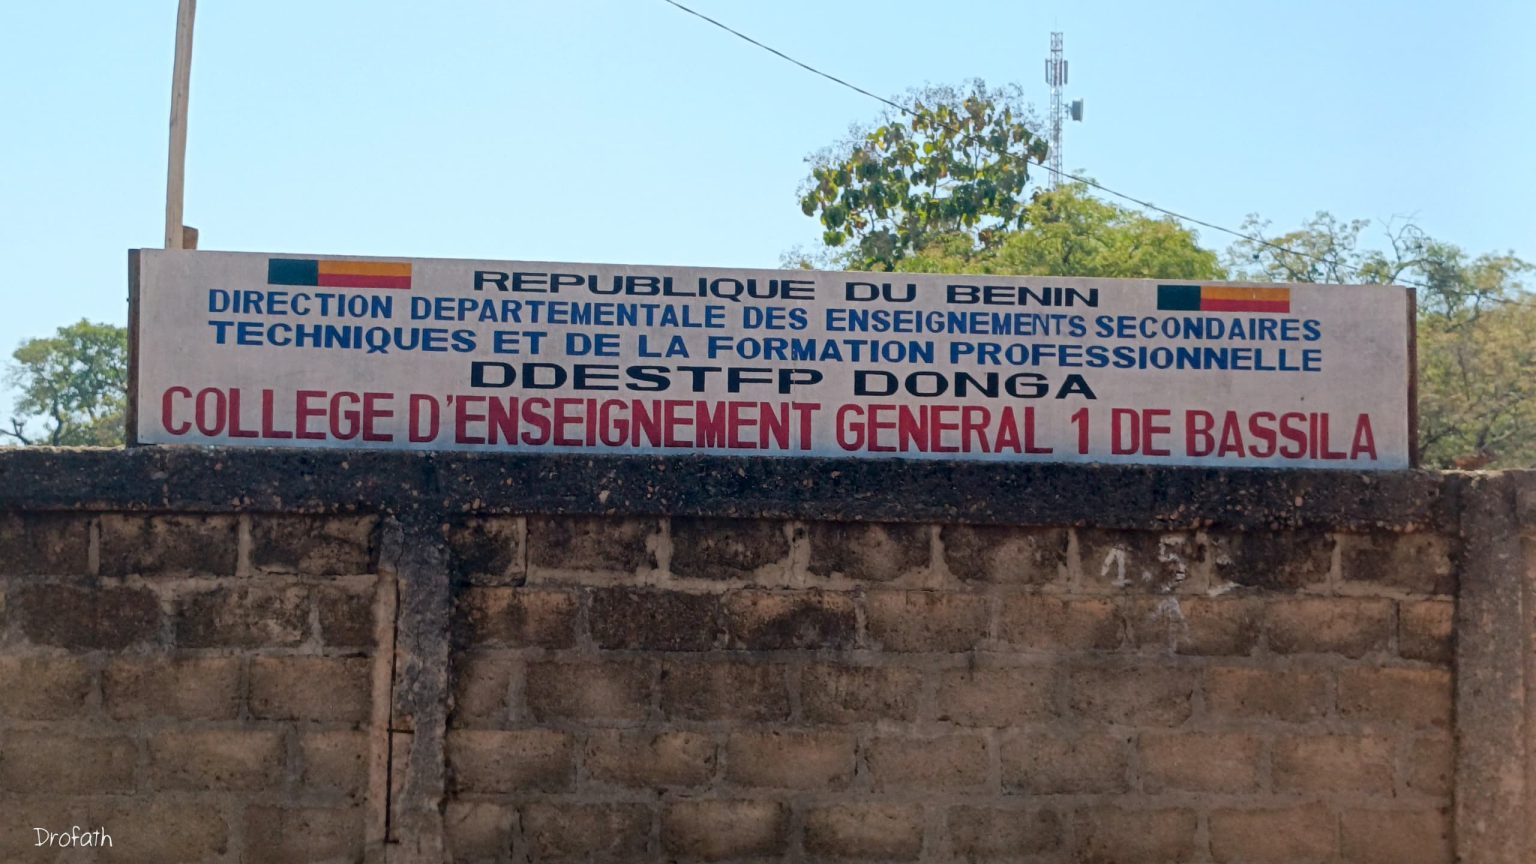 REPUBLIQUE DU BENIN
DIRECTION DEPARTEMENTALE DES ENSEIGNEMENTS SECONDAIRES
TECHNIQUES ET DE LA FORMATION PROFESSIONNELLE
DDESTFP DONGA
COLLEGE D'ENSEIGNEMENT GENERAL 1 DE BASSILA
Drofath